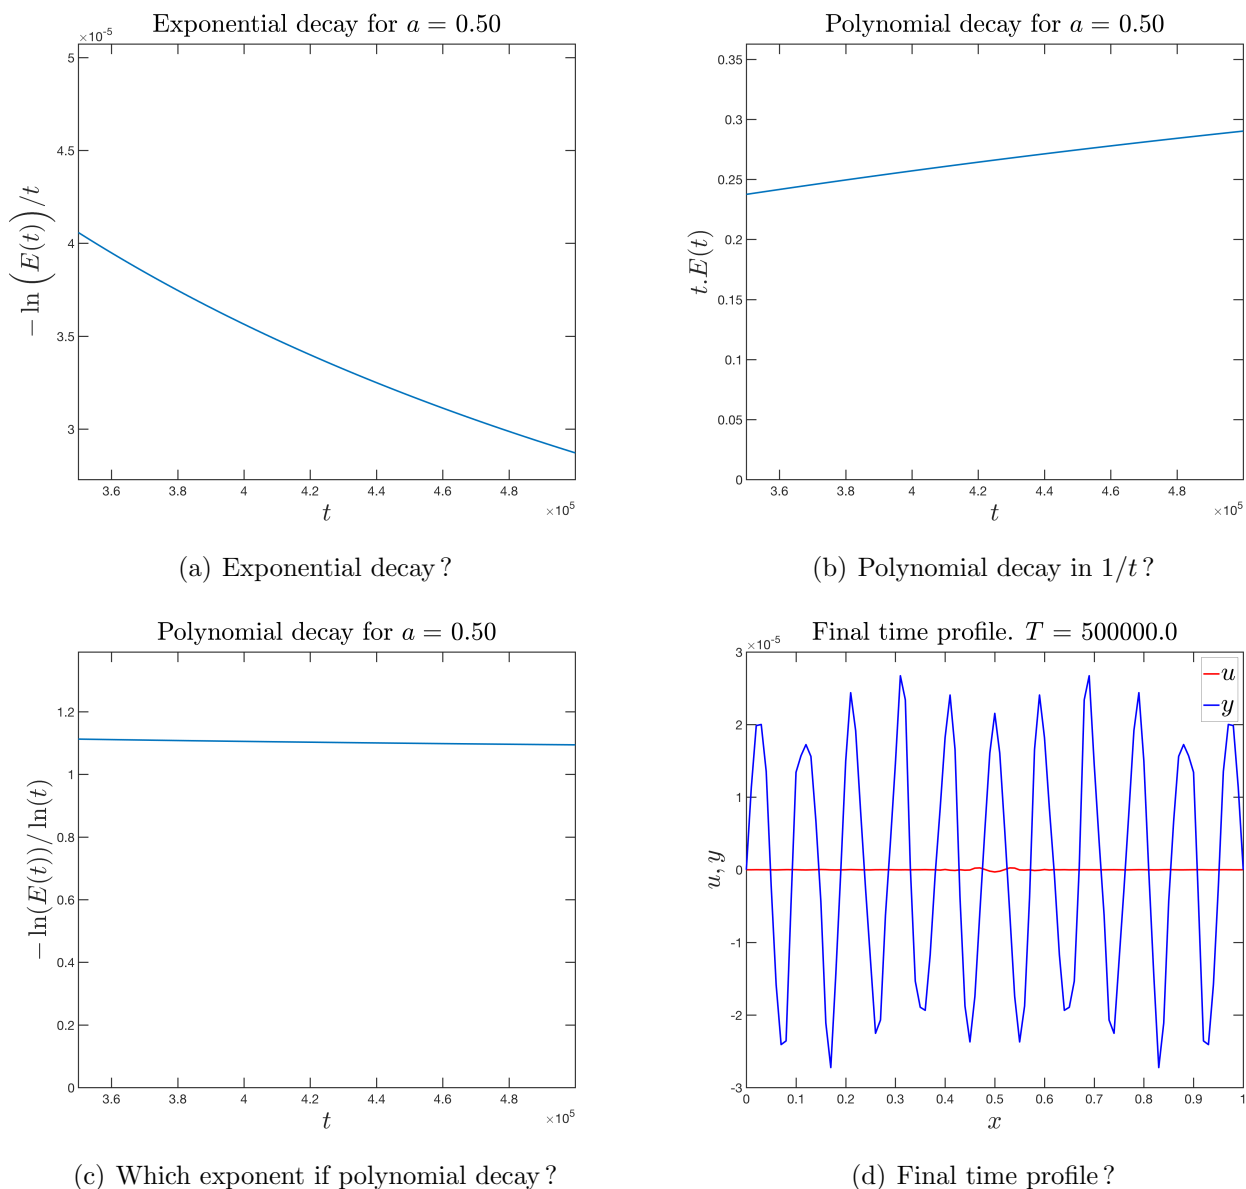 Exponential decay for a = 0.50
×10⁻⁵
5
4.5
4
3.5
3
− ln (E(t))/t
3.6 3.8 4 4.2 4.4 4.6 4.8
×10⁵
t
(a) Exponential decay ?
Polynomial decay for a = 0.50
0.35
0.3
0.25
0.2
0.15
0.1
0.05
0
t.E(t)
3.6 3.8 4 4.2 4.4 4.6 4.8
×10⁵
t
(b) Polynomial decay in 1/t ?
Polynomial decay for a = 0.50
1.2
1
0.8
0.6
0.4
0.2
0
− ln(E(t))/ ln(t)
3.6 3.8 4 4.2 4.4 4.6 4.8
×10⁵
t
(c) Which exponent if polynomial decay ?
Final time profile. T = 500000.0
×10⁻⁵
3
2
1
0
-1
-2
-3
u, y
u
y
0 0.1 0.2 0.3 0.4 0.5 0.6 0.7 0.8 0.9 1
x
(d) Final time profile ?